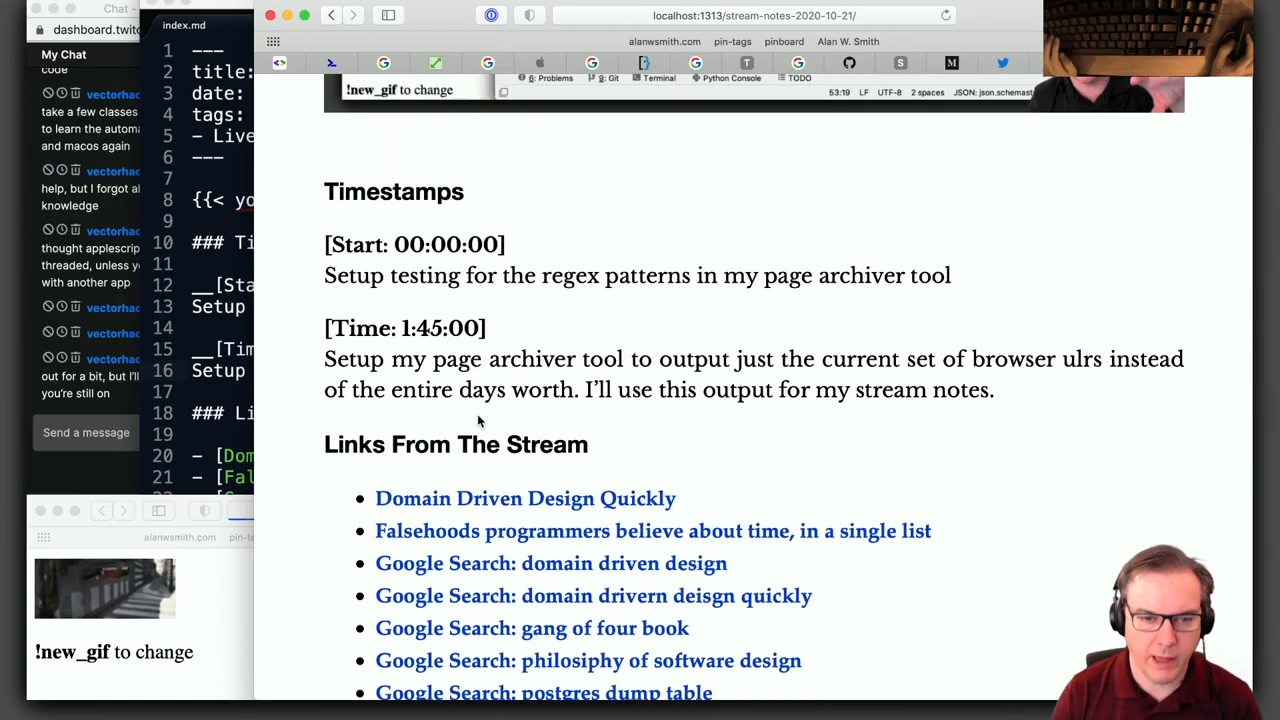 Chat –
dashboard.twitc
My Chat
code
vectorhac
take a few classes
to learn the automa
and macos again
vectorhac
help, but I forgot al
knowledge
vectorhac
thought applescrip
threaded, unless yo
with another app
vectorhac
vectorhac
vectorhac
out for a bit, but I'll
you're still on
Send a message
index.md
1 ---
2 title:
3 date:
4 tags:
5 - Live
6 ---
7
8 {{< yo
9
10 ### Ti
11
12 __[Sta
13 Setup
14
15 __[Tim
16 Setup
17
18 ### Li
19
20 - [Dom
21 - [Fal
localhost:1313/stream-notes-2020-10-21/
alanwsmith.com pin-tags pinboard Alan W. Smith
!new_gif to change
6: Problems 9: Git Terminal Python Console TODO
53:19 LF UTF-8 2 spaces JSON: json.schemast
Timestamps
[Start: 00:00:00]
Setup testing for the regex patterns in my page archiver tool
[Time: 1:45:00]
Setup my page archiver tool to output just the current set of browser ulrs instead
of the entire days worth. I'll use this output for my stream notes.
Links From The Stream
Domain Driven Design Quickly
Falsehoods programmers believe about time, in a single list
Google Search: domain driven design
Google Search: domain drivern deisgn quickly
Google Search: gang of four book
Google Search: philosiphy of software design
Google Search: postgres dump table
alanwsmith.com pin-ta
!new_gif to change